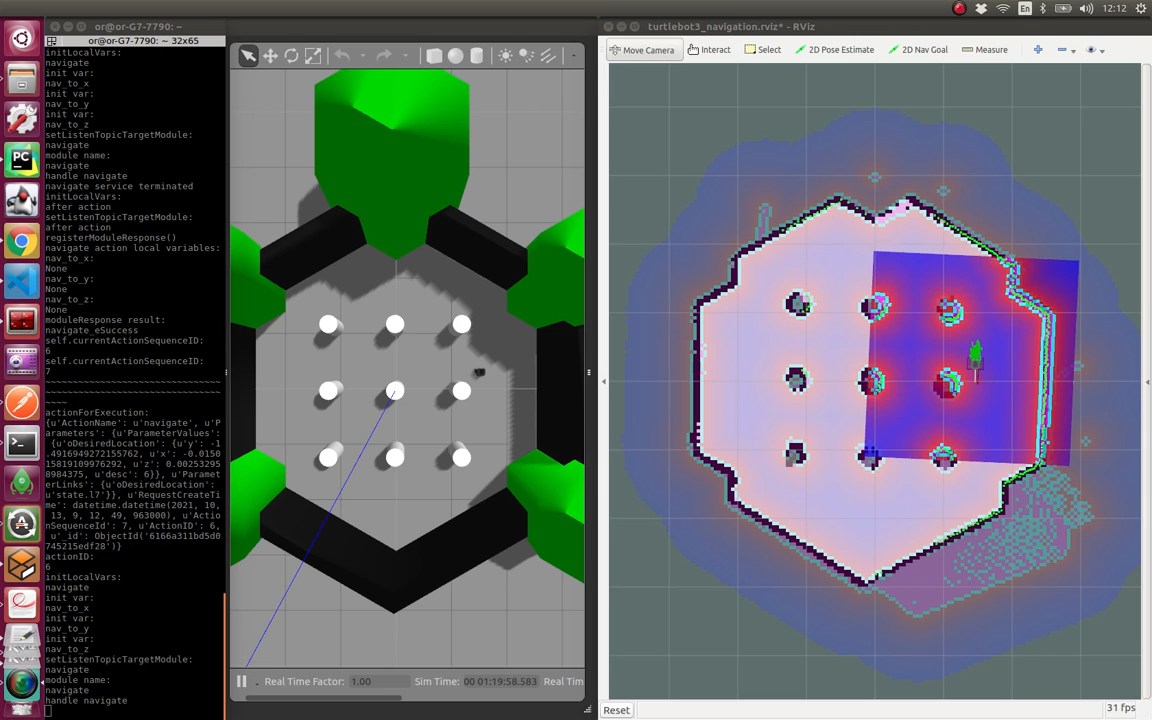 En
12:12
or@or-G7-7790: ~
or@or-G7-7790: ~ 32x65
initLocalVars:
navigate
init var:
nav_to_x
init var:
nav_to_y
init var:
nav_to_z
setListenTopicTargetModule:
navigate
module name:
navigate
handle navigate
navigate service terminated
initLocalVars:
after action
setListenTopicTargetModule:
after action
registerModuleResponse()
navigate action local variables:
nav_to_x:
None
nav_to_y:
None
nav_to_z:
None
moduleResponse result:
navigate_eSuccess
self.currentActionSequenceID:
6
self.currentActionSequenceID:
7
~~~~~~~~~~~~~~~~~~~~~~~~~~~~~~~~
~~~~~~~~~~~~~~~~~~~~~~~~~~~~~~~~
~~~~
actionForExecution:
{u'ActionName': u'navigate', u'P
arameters': {u'ParameterValues':
 {u'oDesiredLocation': {u'y': -1
.4916949272155762, u'x': -0.0150
15819109976292, u'z': 0.00253295
8984375, u'desc': 6}}, u'Parame
terLinks': {u'oDesiredLocation':
 u'state.l7'}}, u'RequestCreateTi
me': datetime.datetime(2021, 10,
 13, 9, 12, 49, 963000), u'Actio
nSequenceId': 7, u'ActionID': 6,
 u'_id': ObjectId('6166a311bd5d0
745215edf28')}
actionID:
6
initLocalVars:
navigate
init var:
nav_to_x
init var:
nav_to_y
init var:
nav_to_z
setListenTopicTargetModule:
navigate
module name:
navigate
handle navigate
PC
Real Time Factor: 1.00 Sim Time: 00 01:19:58.583 Real Tim
turtlebot3_navigation.rviz* - RViz
Move Camera Interact Select 2D Pose Estimate 2D Nav Goal Measure
Reset
31 fps